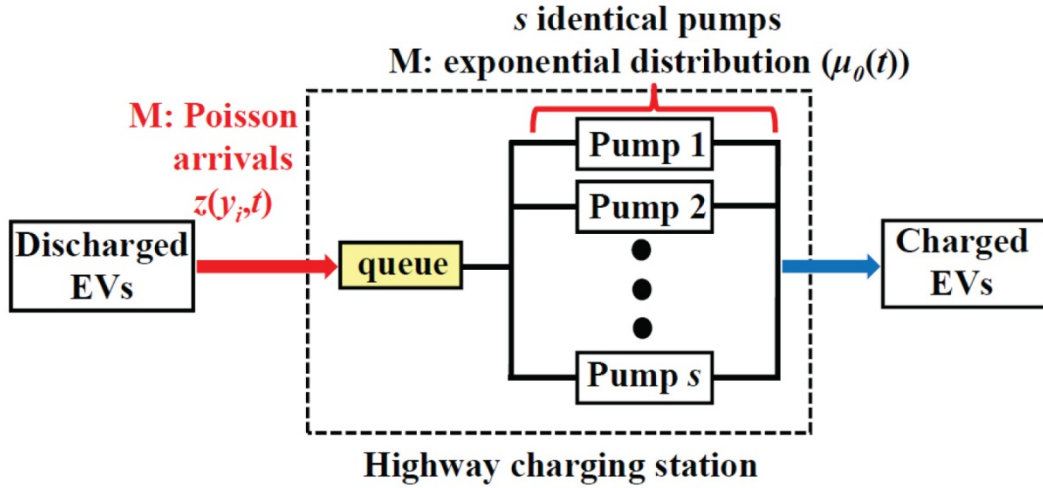 s identical pumps
M: exponential distribution (μ₀(t))
M: Poisson
arrivals
z(yᵢ,t)
Discharged
EVs
queue
Pump 1
Pump 2
Pump s
Charged
EVs
Highway charging station